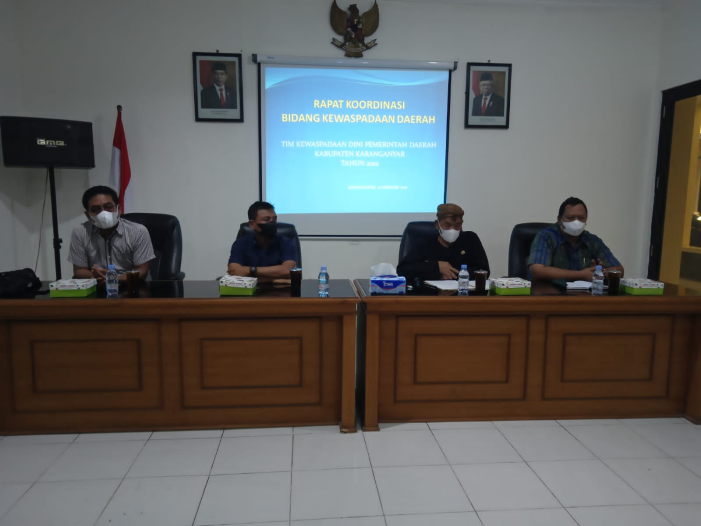 RAPAT KOORDINASI
BIDANG KEWASPADAAN DAERAH
TIM KEWASPADAAN DINI PEMERINTAH DAERAH
KABUPATEN KARANGANYAR
TAHUN